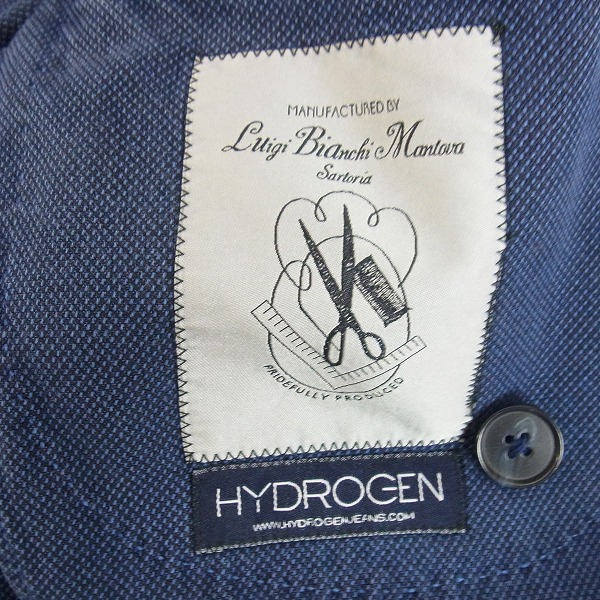 MANUFACTURED BY
Luigi Bianchi Mantova
Sartoria
PRIDEFULLY PRODUCED
HYDROGEN
WWW.HYDROGENJEANS.COM